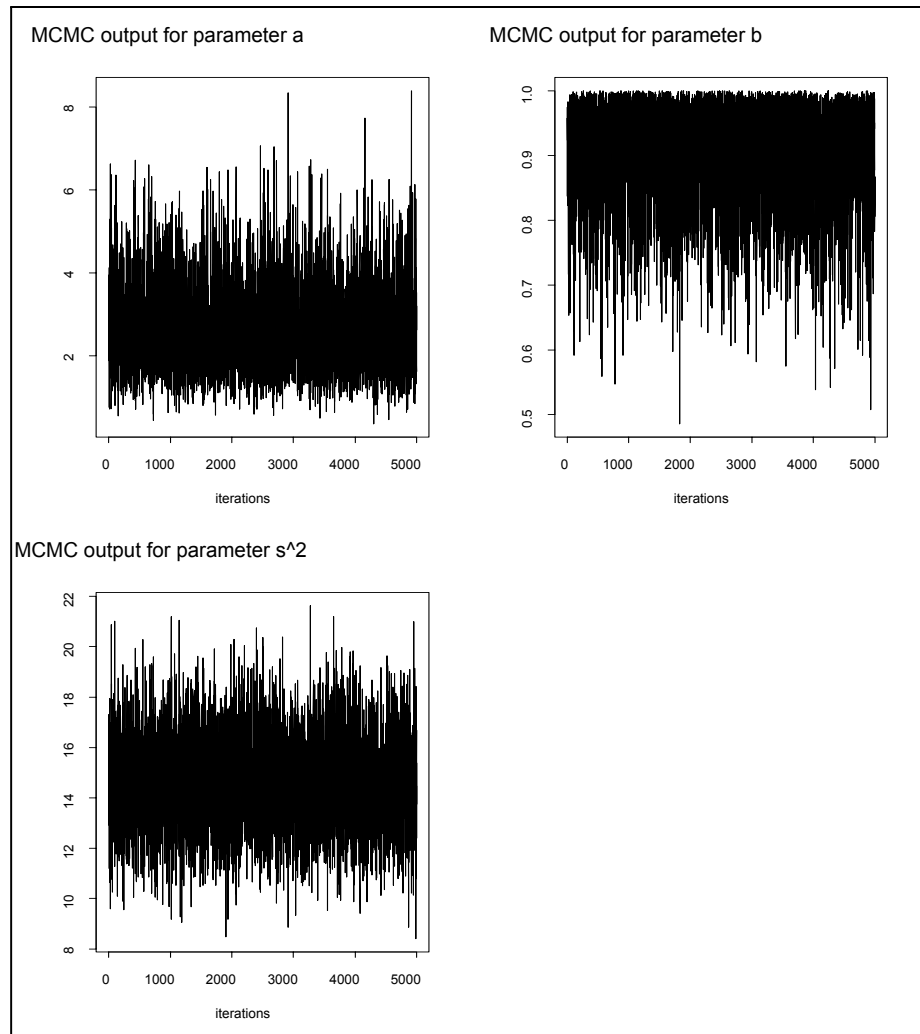 MCMC output for parameter a
8
6
4
2
0 1000 2000 3000 4000 5000
iterations
MCMC output for parameter b
1.0
0.9
0.8
0.7
0.6
0.5
0 1000 2000 3000 4000 5000
iterations
MCMC output for parameter s^2
22
20
18
16
14
12
10
8
0 1000 2000 3000 4000 5000
iterations